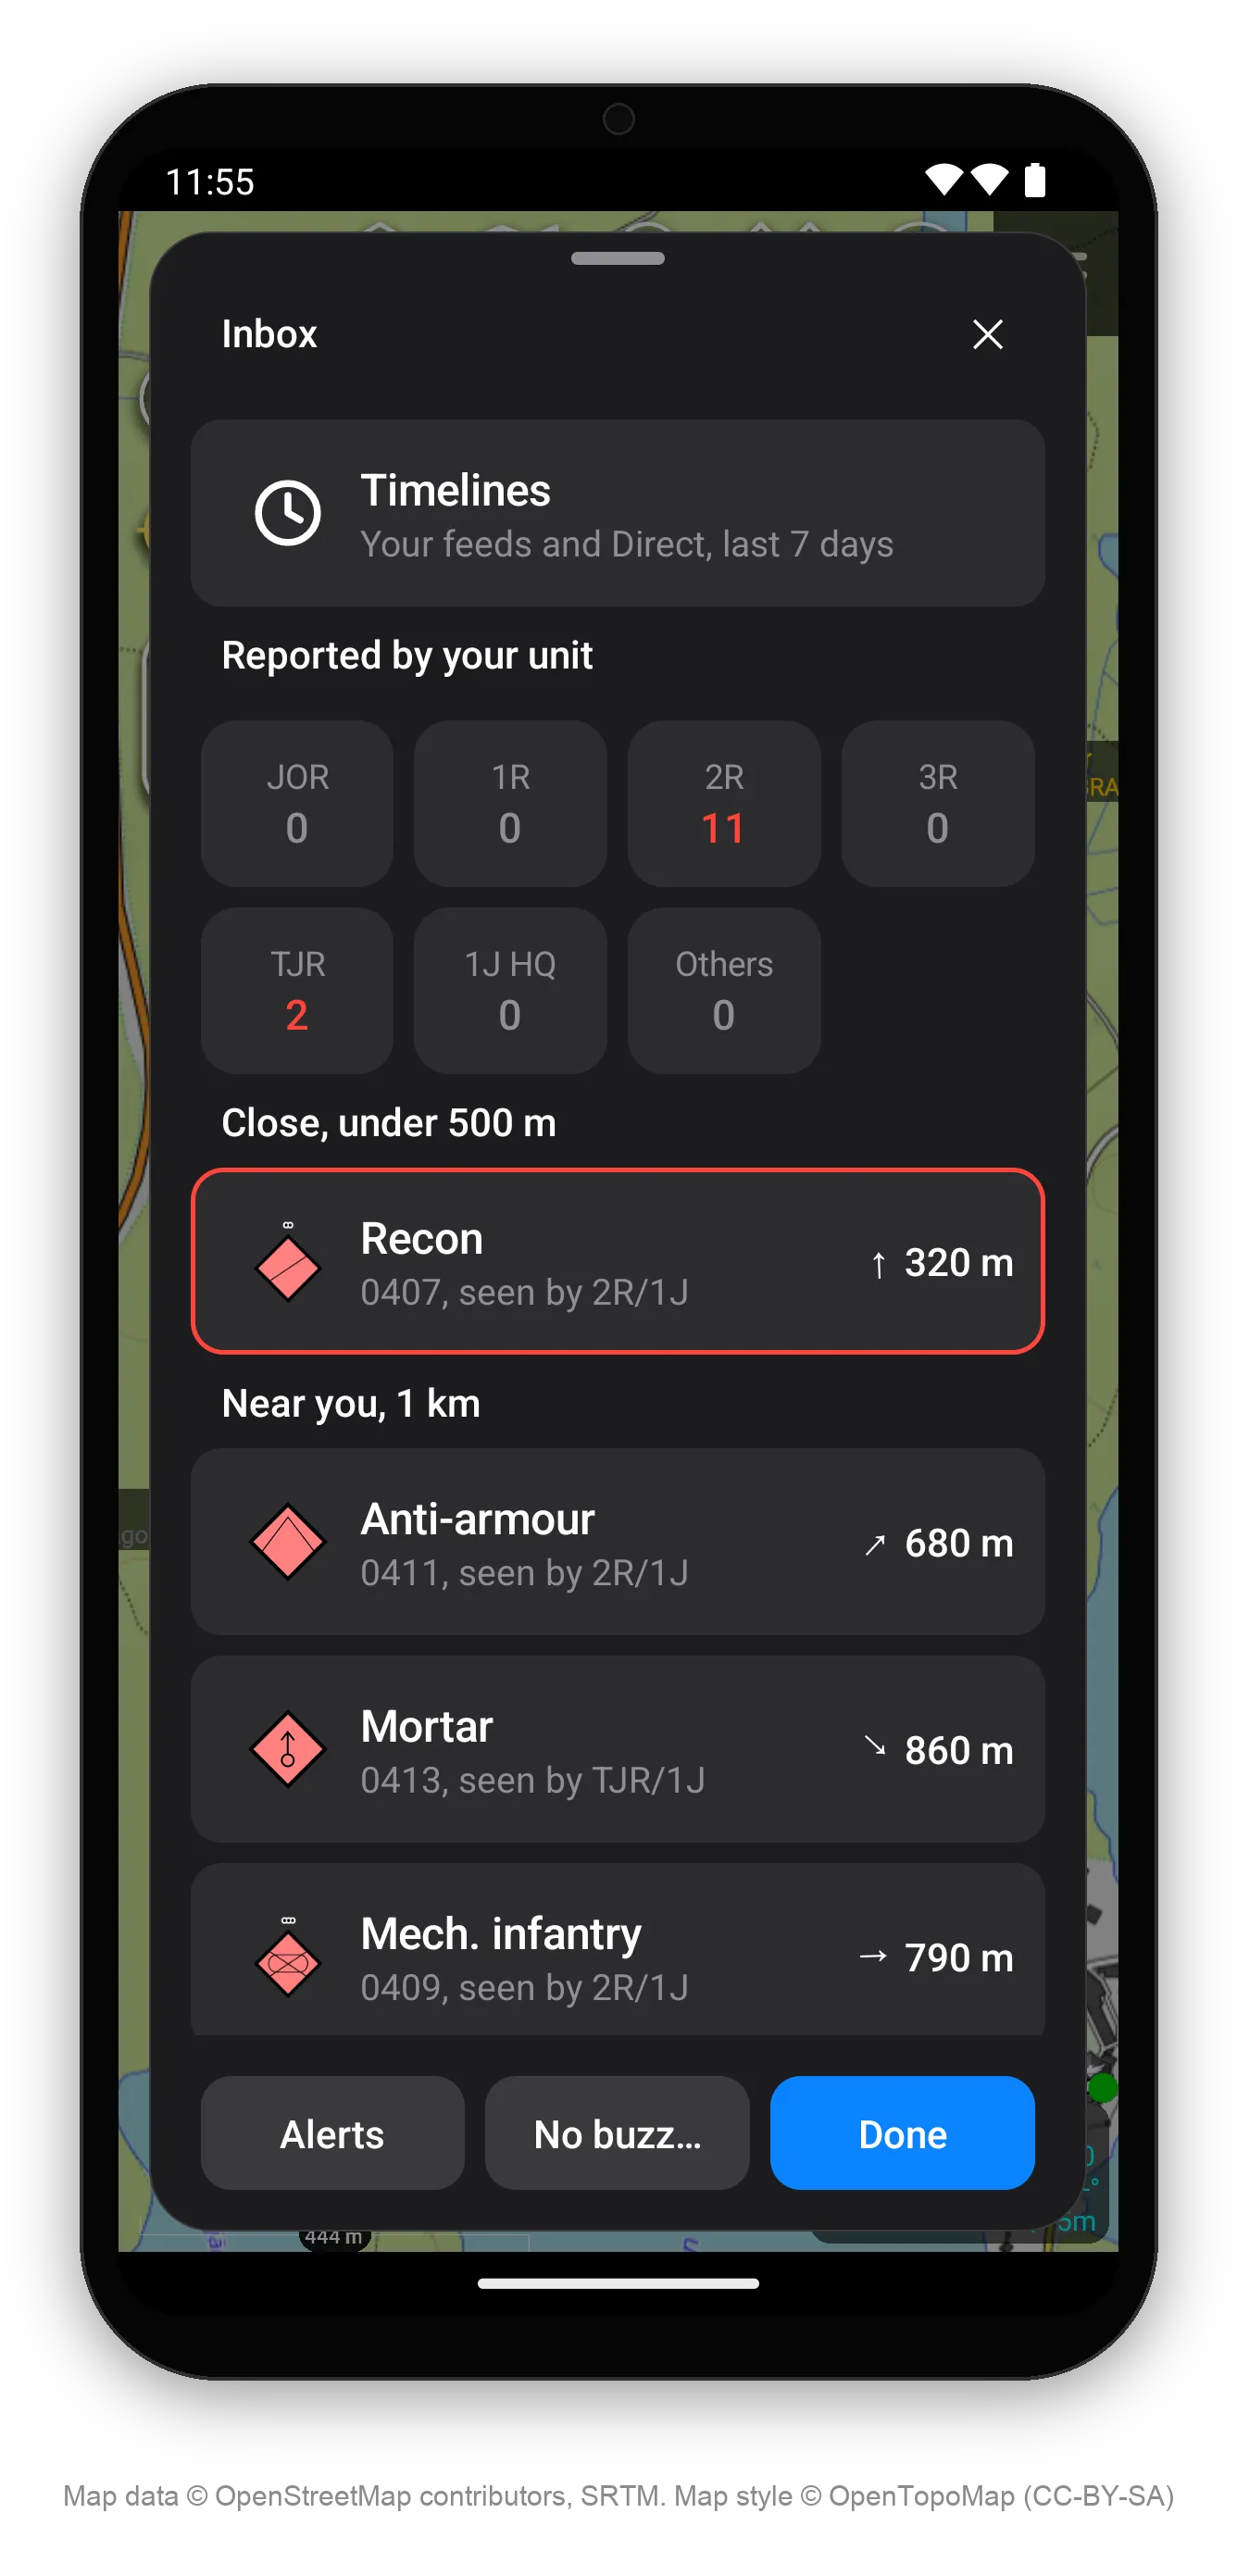 11:55
Inbox
Timelines
Your feeds and Direct, last 7 days
Reported by your unit
JOR
0
1R
0
2R
11
3R
0
TJR
2
1J HQ
0
Others
0
Close, under 500 m
Recon
0407, seen by 2R/1J
↑ 320 m
Near you, 1 km
Anti-armour
0411, seen by 2R/1J
↗ 680 m
Mortar
0413, seen by TJR/1J
↘ 860 m
Mech. infantry
0409, seen by 2R/1J
→ 790 m
Alerts
No buzz...
Done
444 m
5m
Map data © OpenStreetMap contributors, SRTM. Map style © OpenTopoMap (CC-BY-SA)